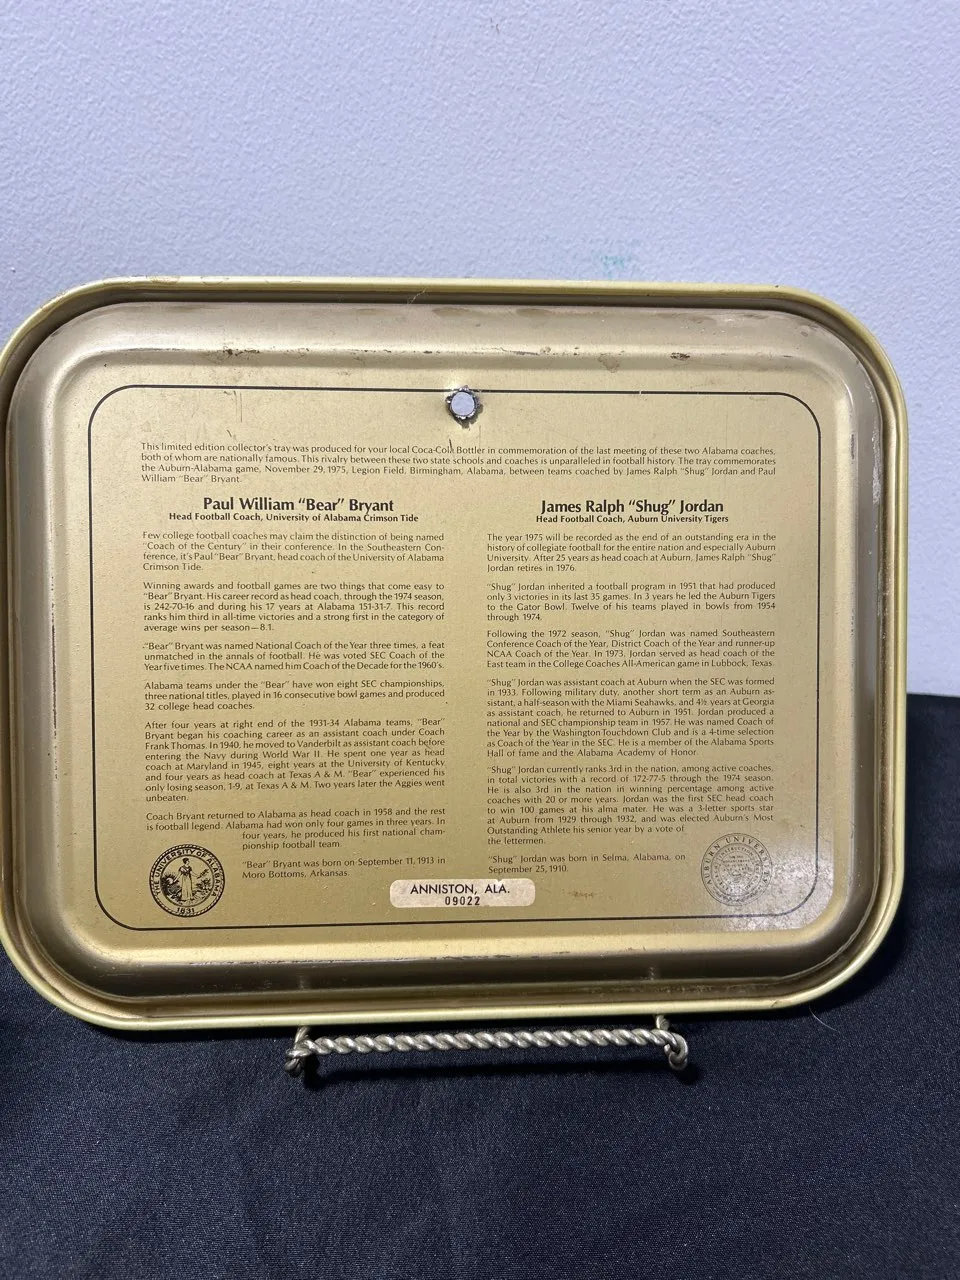 This limited edition collector's tray was produced for your local Coca-Cola Bottler in commemoration of the last meeting of these two Alabama coaches,
both of whom are nationally famous. This rivalry between these two state schools and coaches is unparalleled in football history. The tray commemorates
the Auburn-Alabama game, November 29, 1975, Legion Field, Birmingham, Alabama, between teams coached by James Ralph "Shug" Jordan and Paul
William "Bear" Bryant.
Paul William "Bear" Bryant
Head Football Coach, University of Alabama Crimson Tide
Few college football coaches may claim the distinction of being named
"Coach of the Century" in their conference. In the Southeastern Con-
ference, it's Paul "Bear" Bryant, head coach of the University of Alabama
Crimson Tide.
Winning awards and football games are two things that come easy to
"Bear" Bryant. His career record as head coach, through the 1974 season,
is 242-70-16 and during his 17 years at Alabama 151-31-7. This record
ranks him third in all-time victories and a strong first in the category of
average wins per season—8.1.
"Bear" Bryant was named National Coach of the Year three times, a feat
unmatched in the annals of football. He was voted SEC Coach of the
Year five times. The NCAA named him Coach of the Decade for the 1960's.
Alabama teams under the "Bear" have won eight SEC championships,
three national titles, played in 16 consecutive bowl games and produced
32 college head coaches.
After four years at right end of the 1931-34 Alabama teams, "Bear"
Bryant began his coaching career as an assistant coach under Coach
Frank Thomas. In 1940, he moved to Vanderbilt as assistant coach before
entering the Navy during World War II. He spent one year as head
coach at Maryland in 1945, eight years at the University of Kentucky
and four years as head coach at Texas A & M. "Bear" experienced his
only losing season, 1-9, at Texas A & M. Two years later the Aggies went
unbeaten.
Coach Bryant returned to Alabama as head coach in 1958 and the rest
is football legend. Alabama had won only four games in three years. In
four years, he produced his first national cham-
pionship football team.
"Bear" Bryant was born on September 11, 1913 in
Moro Bottoms, Arkansas.
THE UNIVERSITY OF ALABAMA
1831
James Ralph "Shug" Jordan
Head Football Coach, Auburn University Tigers
The year 1975 will be recorded as the end of an outstanding era in the
history of collegiate football for the entire nation and especially Auburn
University. After 25 years as head coach at Auburn, James Ralph "Shug"
Jordan retires in 1976.
"Shug" Jordan inherited a football program in 1951 that had produced
only 3 victories in its last 35 games. In 3 years he led the Auburn Tigers
to the Gator Bowl. Twelve of his teams played in bowls from 1954
through 1974.
Following the 1972 season, "Shug" Jordan was named Southeastern
Conference Coach of the Year, District Coach of the Year and runner-up
NCAA Coach of the Year. In 1973, Jordan served as head coach of the
East team in the College Coaches All-American game in Lubbock, Texas.
"Shug" Jordan was assistant coach at Auburn when the SEC was formed
in 1933. Following military duty, another short term as an Auburn as-
sistant, a half-season with the Miami Seahawks, and 4½ years at Georgia
as assistant coach, he returned to Auburn in 1951. Jordan produced a
national and SEC championship team in 1957. He was named Coach of
the Year by the Washington Touchdown Club and is a 4-time selection
as Coach of the Year in the SEC. He is a member of the Alabama Sports
Hall of fame and the Alabama Academy of Honor.
"Shug" Jordan currently ranks 3rd in the nation, among active coaches,
in total victories with a record of 172-77-5 through the 1974 season.
He is also 3rd in the nation in winning percentage among active
coaches with 20 or more years. Jordan was the first SEC head coach
to win 100 games at his alma mater. He was a 3-letter sports star
at Auburn from 1929 through 1932, and was elected Auburn's Most
Outstanding Athlete his senior year by a vote of
the lettermen.
"Shug" Jordan was born in Selma, Alabama, on
September 25, 1910.
AUBURN UNIVERSITY
ANNISTON, ALA.
09022